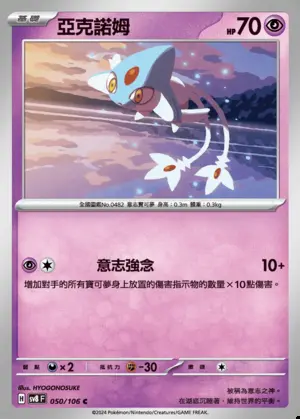 基礎
亞克諾姆
HP70
全國圖鑑No.0482 意志寶可夢 身高：0.3m 體重：0.3kg
意志強念 10+
增加對手的所有寶可夢身上放置的傷害指示物的數量×10點傷害。
弱點 ×2 抵抗力 -30 撤退
illus. HYOGONOSUKE
H SV8 F 050/106 C
被稱為意志之神。
在湖底沉睡著，維持世界的平衡。
©2024 Pokémon/Nintendo/Creatures/GAME FREAK.